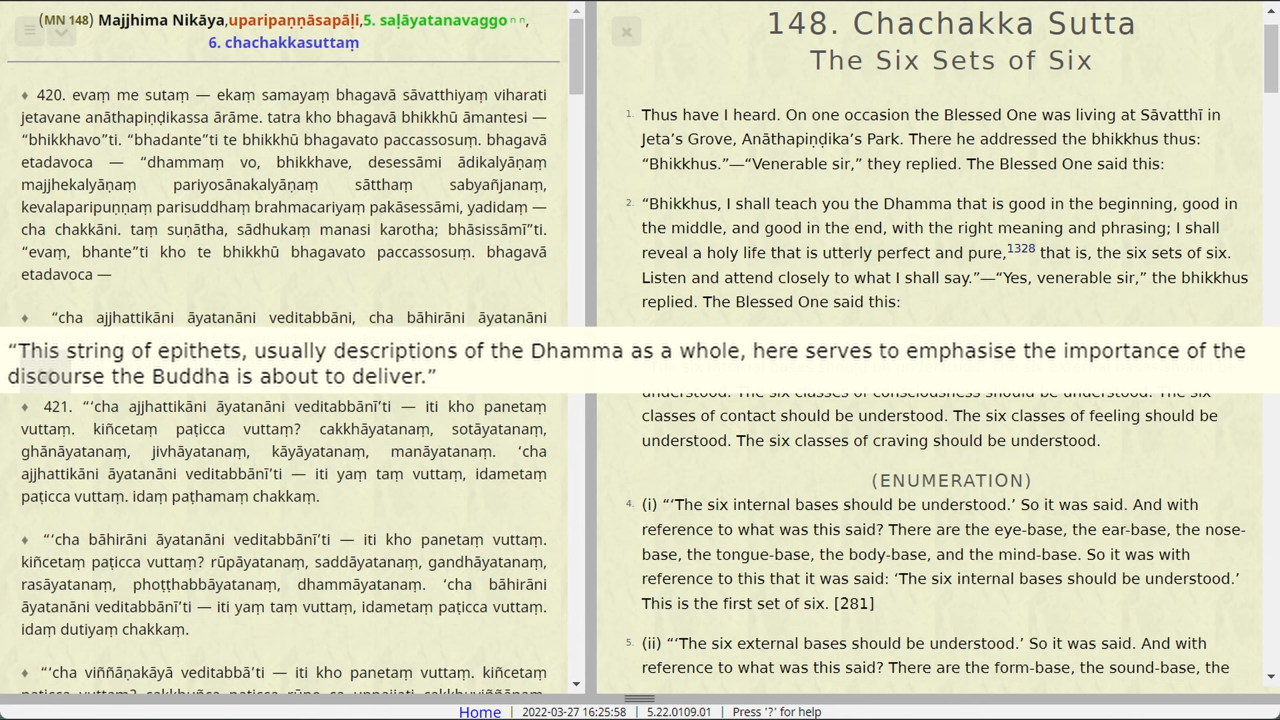 (MN 148) Majjhima Nikāya,uparipaṇṇāsapāḷi,5. saḷāyatanavaggo ⁿ ⁿ,
6. chachakkasuttaṃ
♦ 420. evaṃ me sutaṃ — ekaṃ samayaṃ bhagavā sāvatthiyaṃ viharati
jetavane anāthapiṇḍikassa ārāme. tatra kho bhagavā bhikkhū āmantesi —
“bhikkhavo”ti. “bhadante”ti te bhikkhū bhagavato paccassosuṃ. bhagavā
etadavoca — “dhammaṃ vo, bhikkhave, desessāmi ādikalyāṇaṃ
majjhekalyāṇaṃ pariyosānakalyāṇaṃ sātthaṃ sabyañjanaṃ,
kevalaparipuṇṇaṃ parisuddhaṃ brahmacariyaṃ pakāsessāmi, yadidaṃ —
cha chakkāni. taṃ suṇātha, sādhukaṃ manasi karotha; bhāsissāmī”ti.
“evaṃ, bhante”ti kho te bhikkhū bhagavato paccassosuṃ. bhagavā
etadavoca —
♦ “cha ajjhattikāni āyatanāni veditabbāni, cha bāhirāni āyatanāni
♦ 421. “‘cha ajjhattikāni āyatanāni veditabbānī’ti — iti kho panetaṃ
vuttaṃ. kiñcetaṃ paṭicca vuttaṃ? cakkhāyatanaṃ, sotāyatanaṃ,
ghānāyatanaṃ, jivhāyatanaṃ, kāyāyatanaṃ, manāyatanaṃ. ‘cha
ajjhattikāni āyatanāni veditabbānī’ti — iti yaṃ taṃ vuttaṃ, idametaṃ
paṭicca vuttaṃ. idaṃ paṭhamaṃ chakkaṃ.
♦ “‘cha bāhirāni āyatanāni veditabbānī’ti — iti kho panetaṃ vuttaṃ.
kiñcetaṃ paṭicca vuttaṃ? rūpāyatanaṃ, saddāyatanaṃ, gandhāyatanaṃ,
rasāyatanaṃ, phoṭṭhabbāyatanaṃ, dhammāyatanaṃ. ‘cha bāhirāni
āyatanāni veditabbānī’ti — iti yaṃ taṃ vuttaṃ, idametaṃ paṭicca vuttaṃ.
idaṃ dutiyaṃ chakkaṃ.
♦ “‘cha viññāṇakāyā veditabbā’ti — iti kho panetaṃ vuttaṃ. kiñcetaṃ
148. Chachakka Sutta
The Six Sets of Six
1. Thus have I heard. On one occasion the Blessed One was living at Sāvatthī in
Jeta’s Grove, Anāthapiṇḍika’s Park. There he addressed the bhikkhus thus:
“Bhikkhus.”—“Venerable sir,” they replied. The Blessed One said this:
2. “Bhikkhus, I shall teach you the Dhamma that is good in the beginning, good in
the middle, and good in the end, with the right meaning and phrasing; I shall
reveal a holy life that is utterly perfect and pure,1328 that is, the six sets of six.
Listen and attend closely to what I shall say.”—“Yes, venerable sir,” the bhikkhus
replied. The Blessed One said this:
“This string of epithets, usually descriptions of the Dhamma as a whole, here serves to emphasise the importance of the
discourse the Buddha is about to deliver.”
understood. The six classes of consciousness should be understood. The six
classes of contact should be understood. The six classes of feeling should be
understood. The six classes of craving should be understood.
(ENUMERATION)
4. (i) “‘The six internal bases should be understood.’ So it was said. And with
reference to what was this said? There are the eye-base, the ear-base, the nose-
base, the tongue-base, the body-base, and the mind-base. So it was with
reference to this that it was said: ‘The six internal bases should be understood.’
This is the first set of six. [281]
5. (ii) “‘The six external bases should be understood.’ So it was said. And with
reference to what was this said? There are the form-base, the sound-base, the
Home | 2022-03-27 16:25:58 | 5.22.0109.01 | Press '?' for help